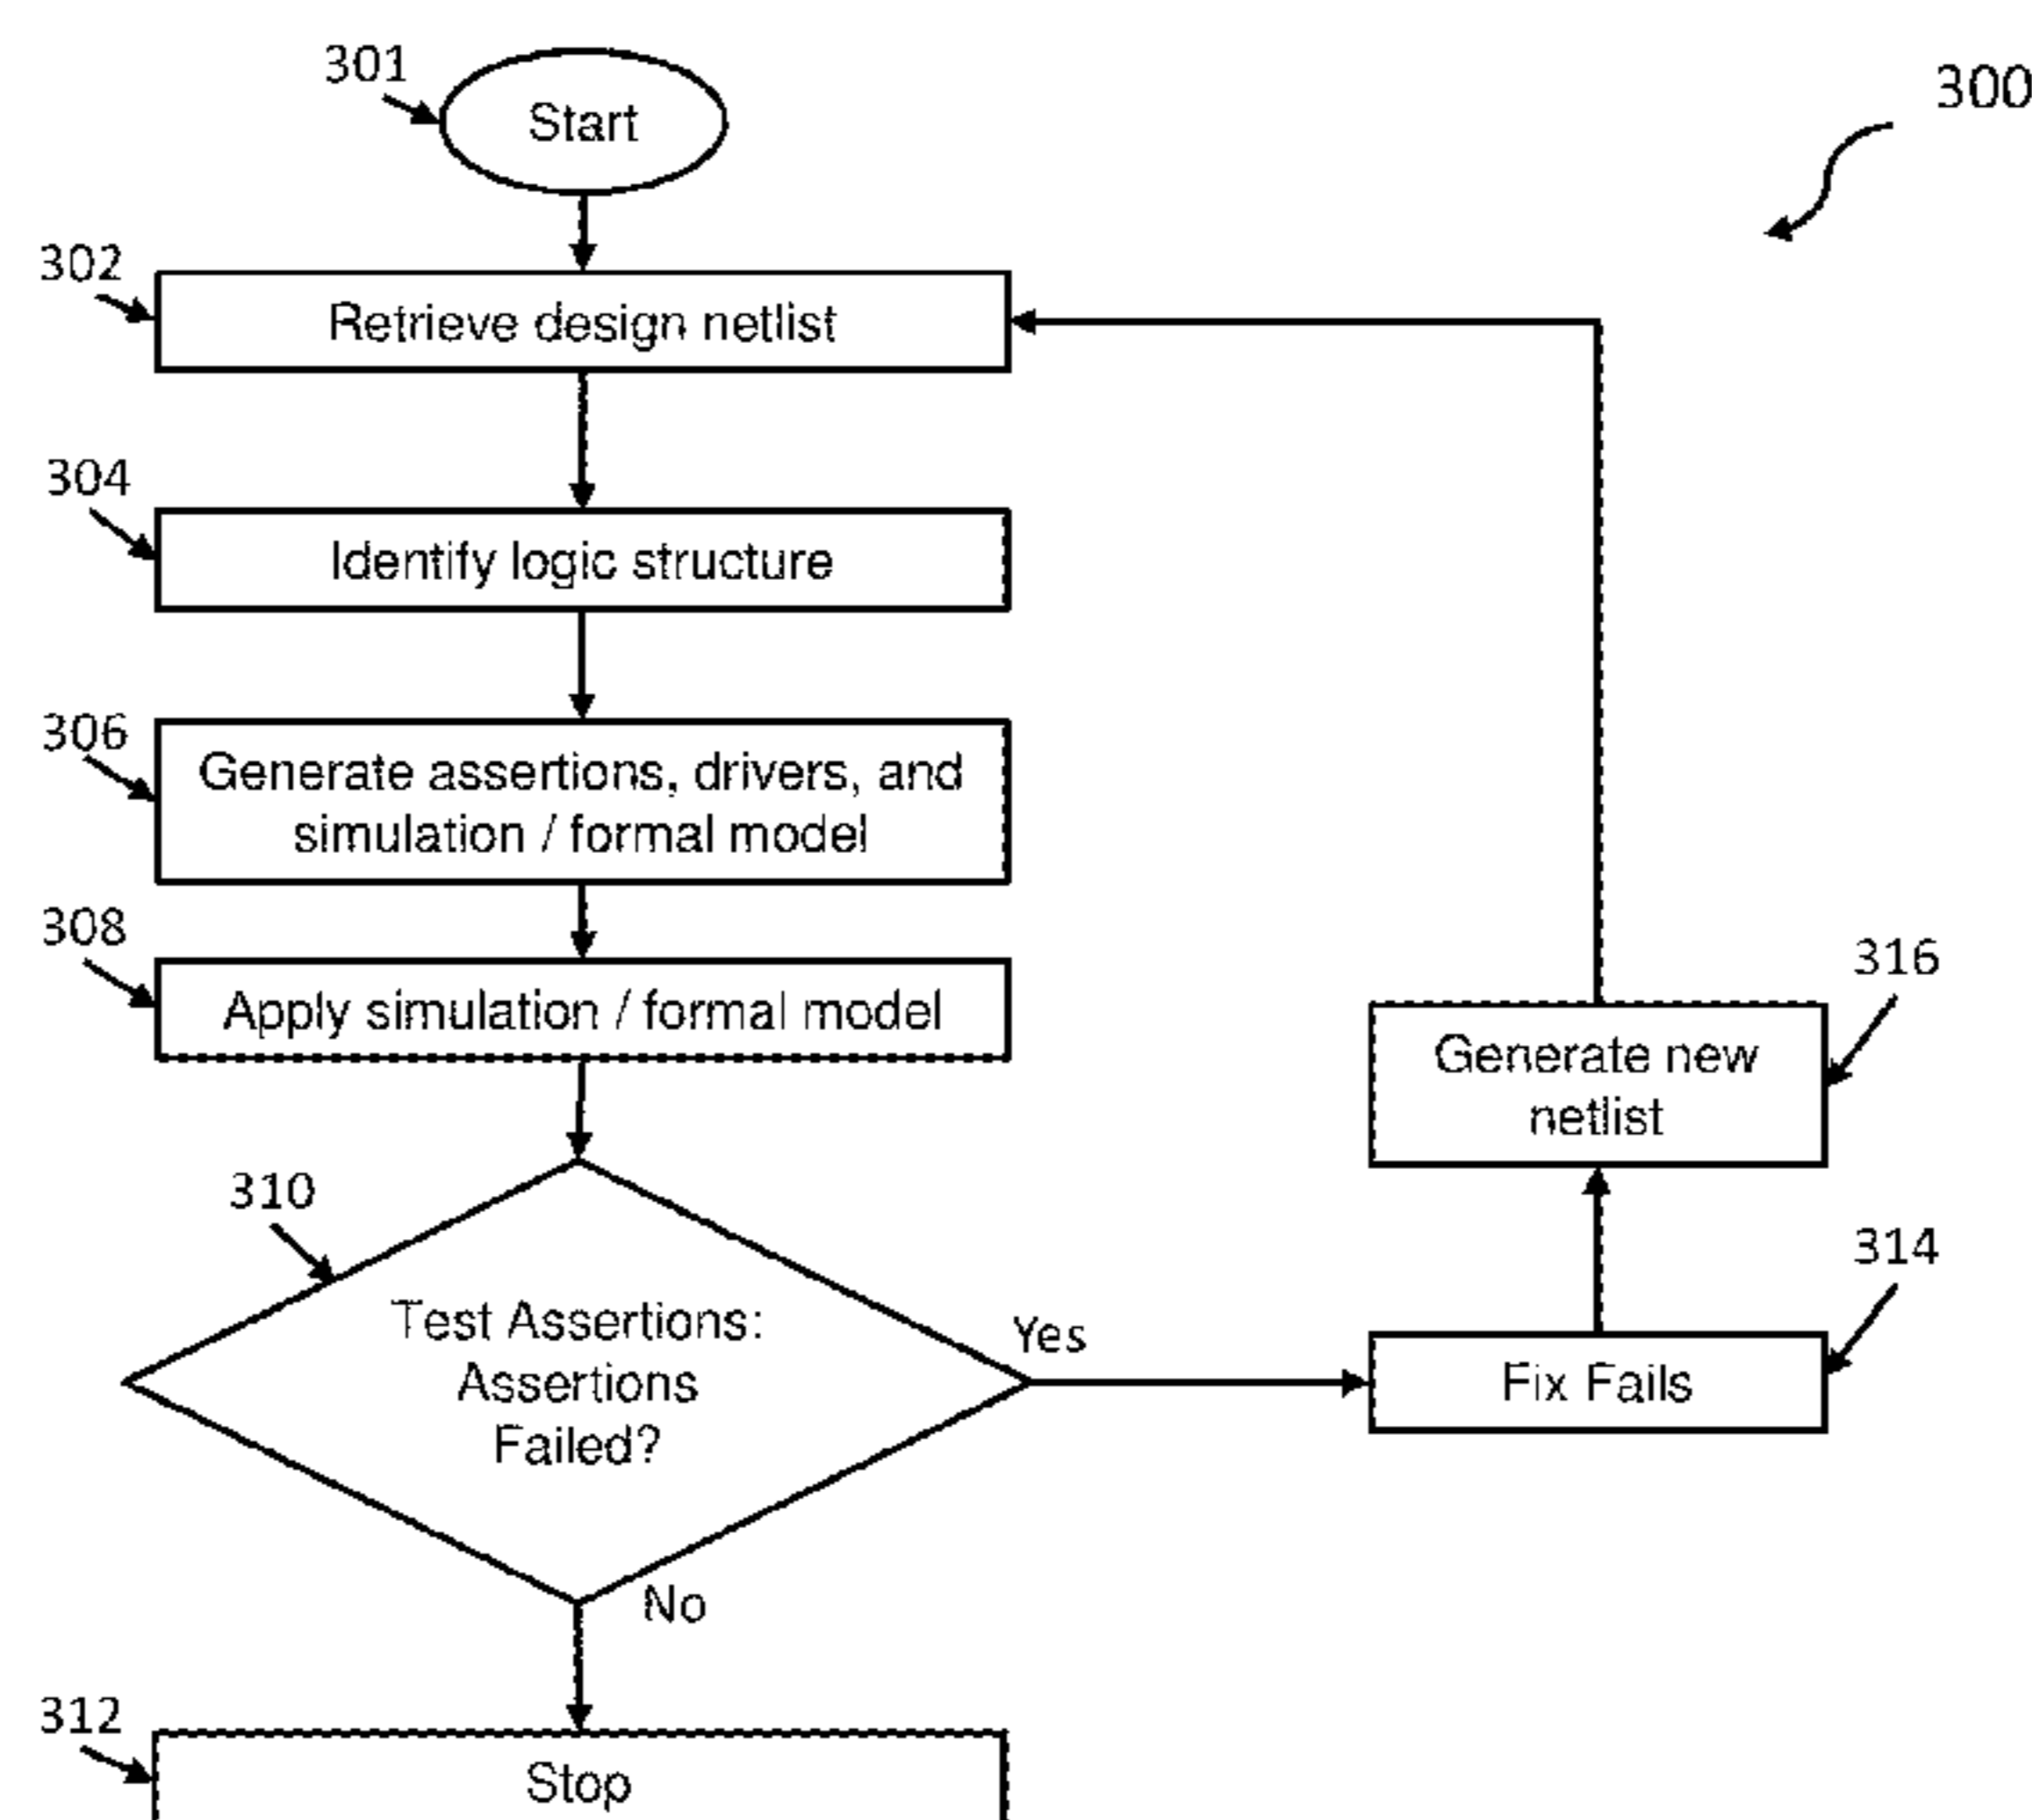 301
Start
300
302
Retrieve design netlist
304
Identify logic structure
306
Generate assertions, drivers, and
simulation / formal model
308
Apply simulation / formal model
316
Generate new
netlist
310
Test Assertions:
Assertions
Failed?
Yes
314
Fix Fails
No
312
Stop